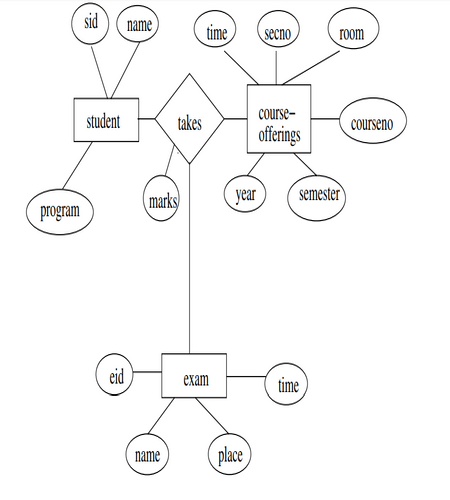 sid
name
time
secno
room
student
takes
course–
offerings
courseno
program
marks
year
semester
eid
exam
time
name
place